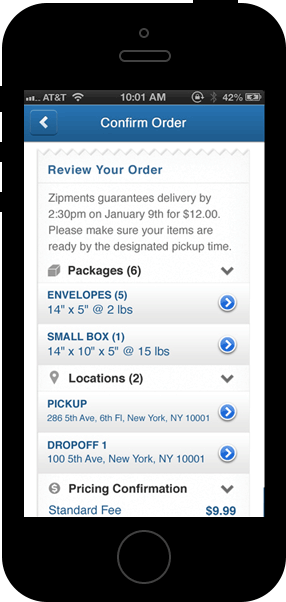 AT&T 10:01 AM 42%
Confirm Order
Review Your Order
Zipments guarantees delivery by
2:30pm on January 9th for $12.00.
Please make sure your items are
ready by the designated pickup time.
Packages (6)
ENVELOPES (5)
14" x 5" @ 2 lbs
SMALL BOX (1)
14" x 10" x 5" @ 15 lbs
Locations (2)
PICKUP
286 5th Ave, 6th Fl, New York, NY 10001
DROPOFF 1
100 5th Ave, New York, NY 10001
Pricing Confirmation
Standard Fee $9.99